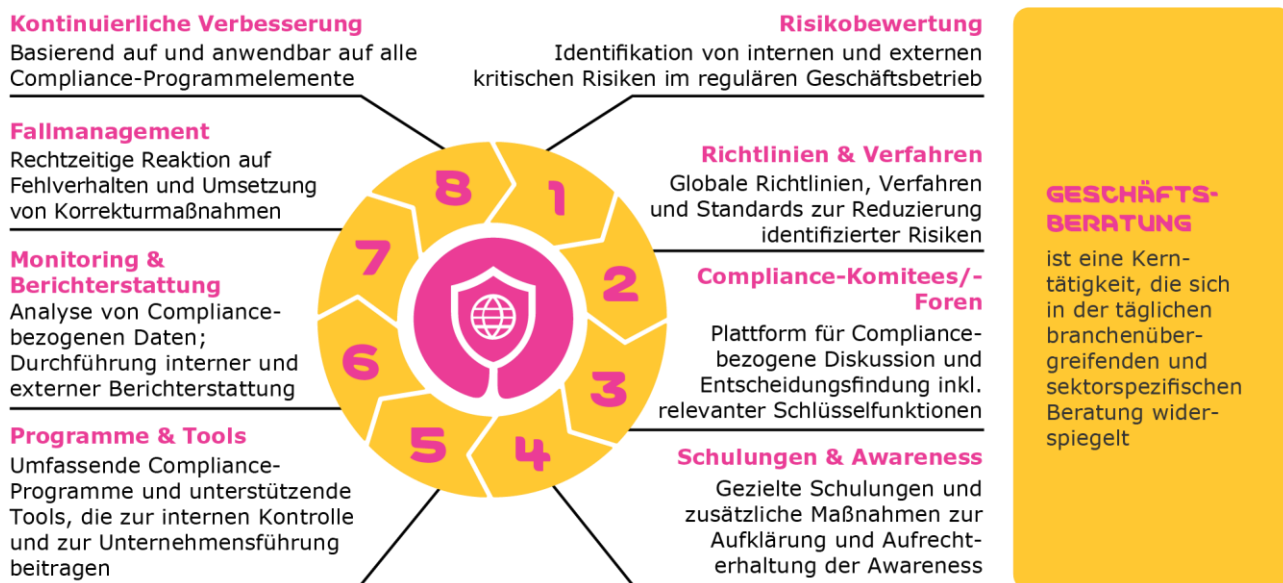 Kontinuierliche Verbesserung
Basierend auf und anwendbar auf alle
Compliance-Programmelemente
Fallmanagement
Rechtzeitige Reaktion auf
Fehlverhalten und Umsetzung
von Korrekturmaßnahmen
Monitoring &
Berichterstattung
Analyse von Compliance-
bezogenen Daten;
Durchführung interner und
externer Berichterstattung
Programme & Tools
Umfassende Compliance-
Programme und unterstützende
Tools, die zur internen Kontrolle
und zur Unternehmensführung
beitragen
8
1
7
2
6
3
5
4
Risikobewertung
Identifikation von internen und externen
kritischen Risiken im regulären Geschäftsbetrieb
Richtlinien & Verfahren
Globale Richtlinien, Verfahren
und Standards zur Reduzierung
identifizierter Risiken
Compliance-Komitees/-
Foren
Plattform für Compliance-
bezogene Diskussion und
Entscheidungsfindung inkl.
relevanter Schlüsselfunktionen
Schulungen & Awareness
Gezielte Schulungen und
zusätzliche Maßnahmen zur
Aufklärung und Aufrecht-
erhaltung der Awareness
GESCHÄFTS-
BERATUNG
ist eine Kern-
tätigkeit, die sich
in der täglichen
branchenüber-
greifenden und
sektorspezifischen
Beratung wider-
spiegelt